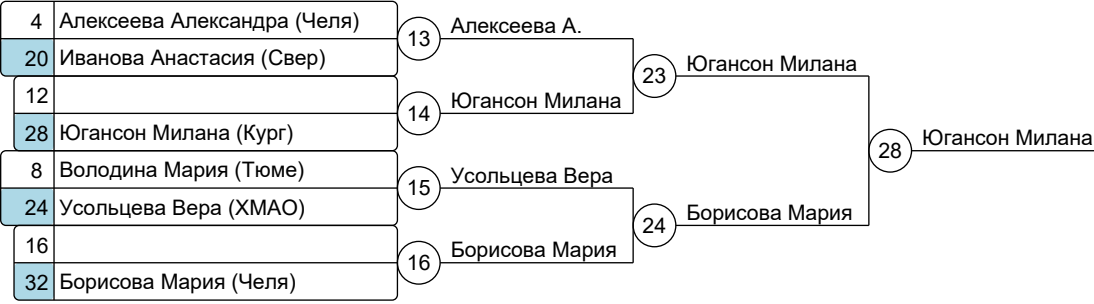 4 Алексеева Александра (Челя)
20 Иванова Анастасия (Свер)
12
28 Югансон Милана (Кург)
8 Володина Мария (Тюме)
24 Усольцева Вера (ХМАО)
16
32 Борисова Мария (Челя)
13 Алексеева А.
14 Югансон Милана
15 Усольцева Вера
16 Борисова Мария
23 Югансон Милана
24 Борисова Мария
28 Югансон Милана